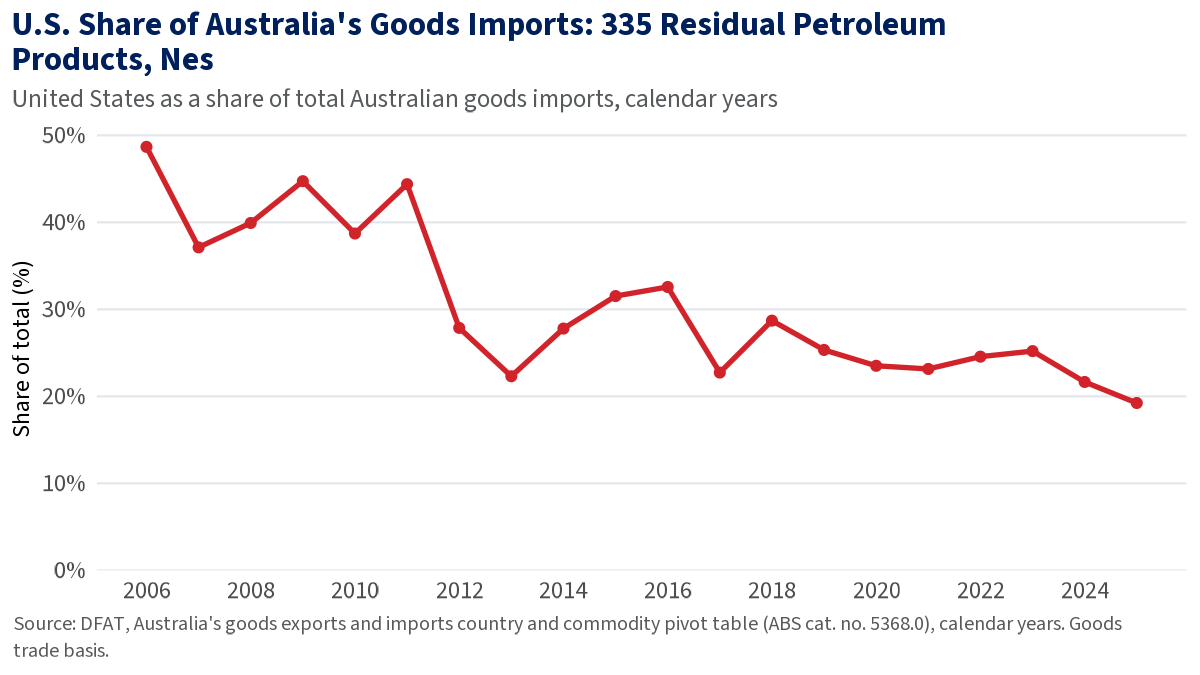 U.S. Share of Australia's Goods Imports: 335 Residual Petroleum
Products, Nes
United States as a share of total Australian goods imports, calendar years
Share of total (%)
50%
40%
30%
20%
10%
0%
2006 2008 2010 2012 2014 2016 2018 2020 2022 2024
Source: DFAT, Australia's goods exports and imports country and commodity pivot table (ABS cat. no. 5368.0), calendar years. Goods
trade basis.